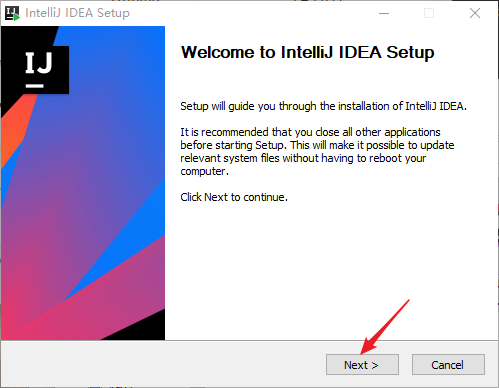 IntelliJ IDEA Setup
IJ
Welcome to IntelliJ IDEA Setup
Setup will guide you through the installation of IntelliJ IDEA.
It is recommended that you close all other applications
before starting Setup. This will make it possible to update
relevant system files without having to reboot your
computer.
Click Next to continue.
Next >
Cancel